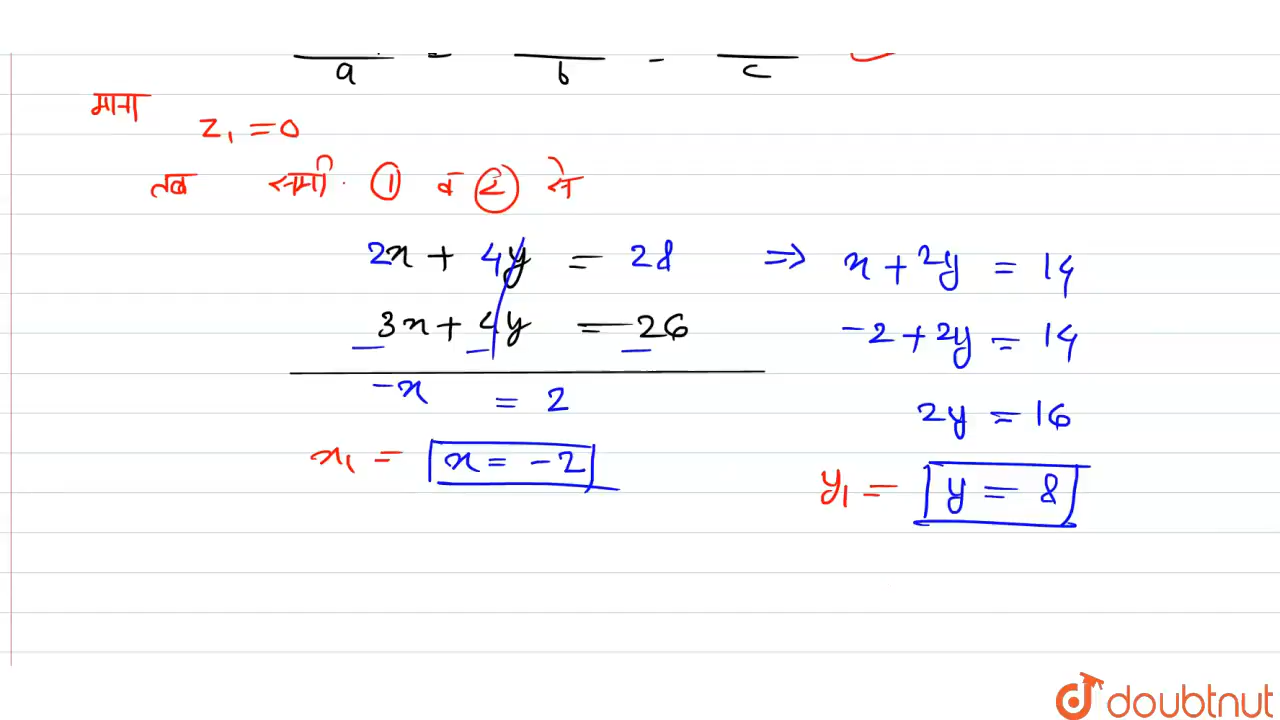 a = b - c
माना
z₁ = 0
तब समी. ① व ② से
2x + 4y = 28 ⇒ x + 2y = 14
3x + 4y = 26 -2 + 2y = 14
-x = 2 2y = 16
x₁ = x = -2 y₁ = y = 8
doubtnut